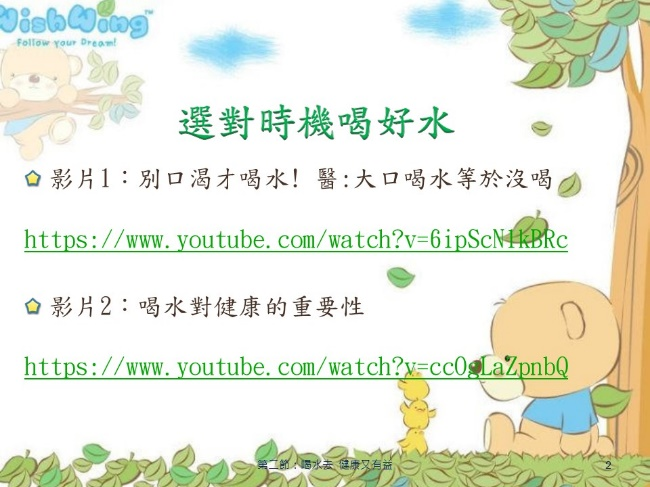 WishWing™
Follow Your Dream!
選對時機喝好水
影片1：別口渴才喝水! 醫:大口喝水等於沒喝
https://www.youtube.com/watch?v=6ipScN1kBRc
影片2：喝水對健康的重要性
https://www.youtube.com/watch?v=ccOgLaZpnbQ
第二節：喝水去 健康又有益
2